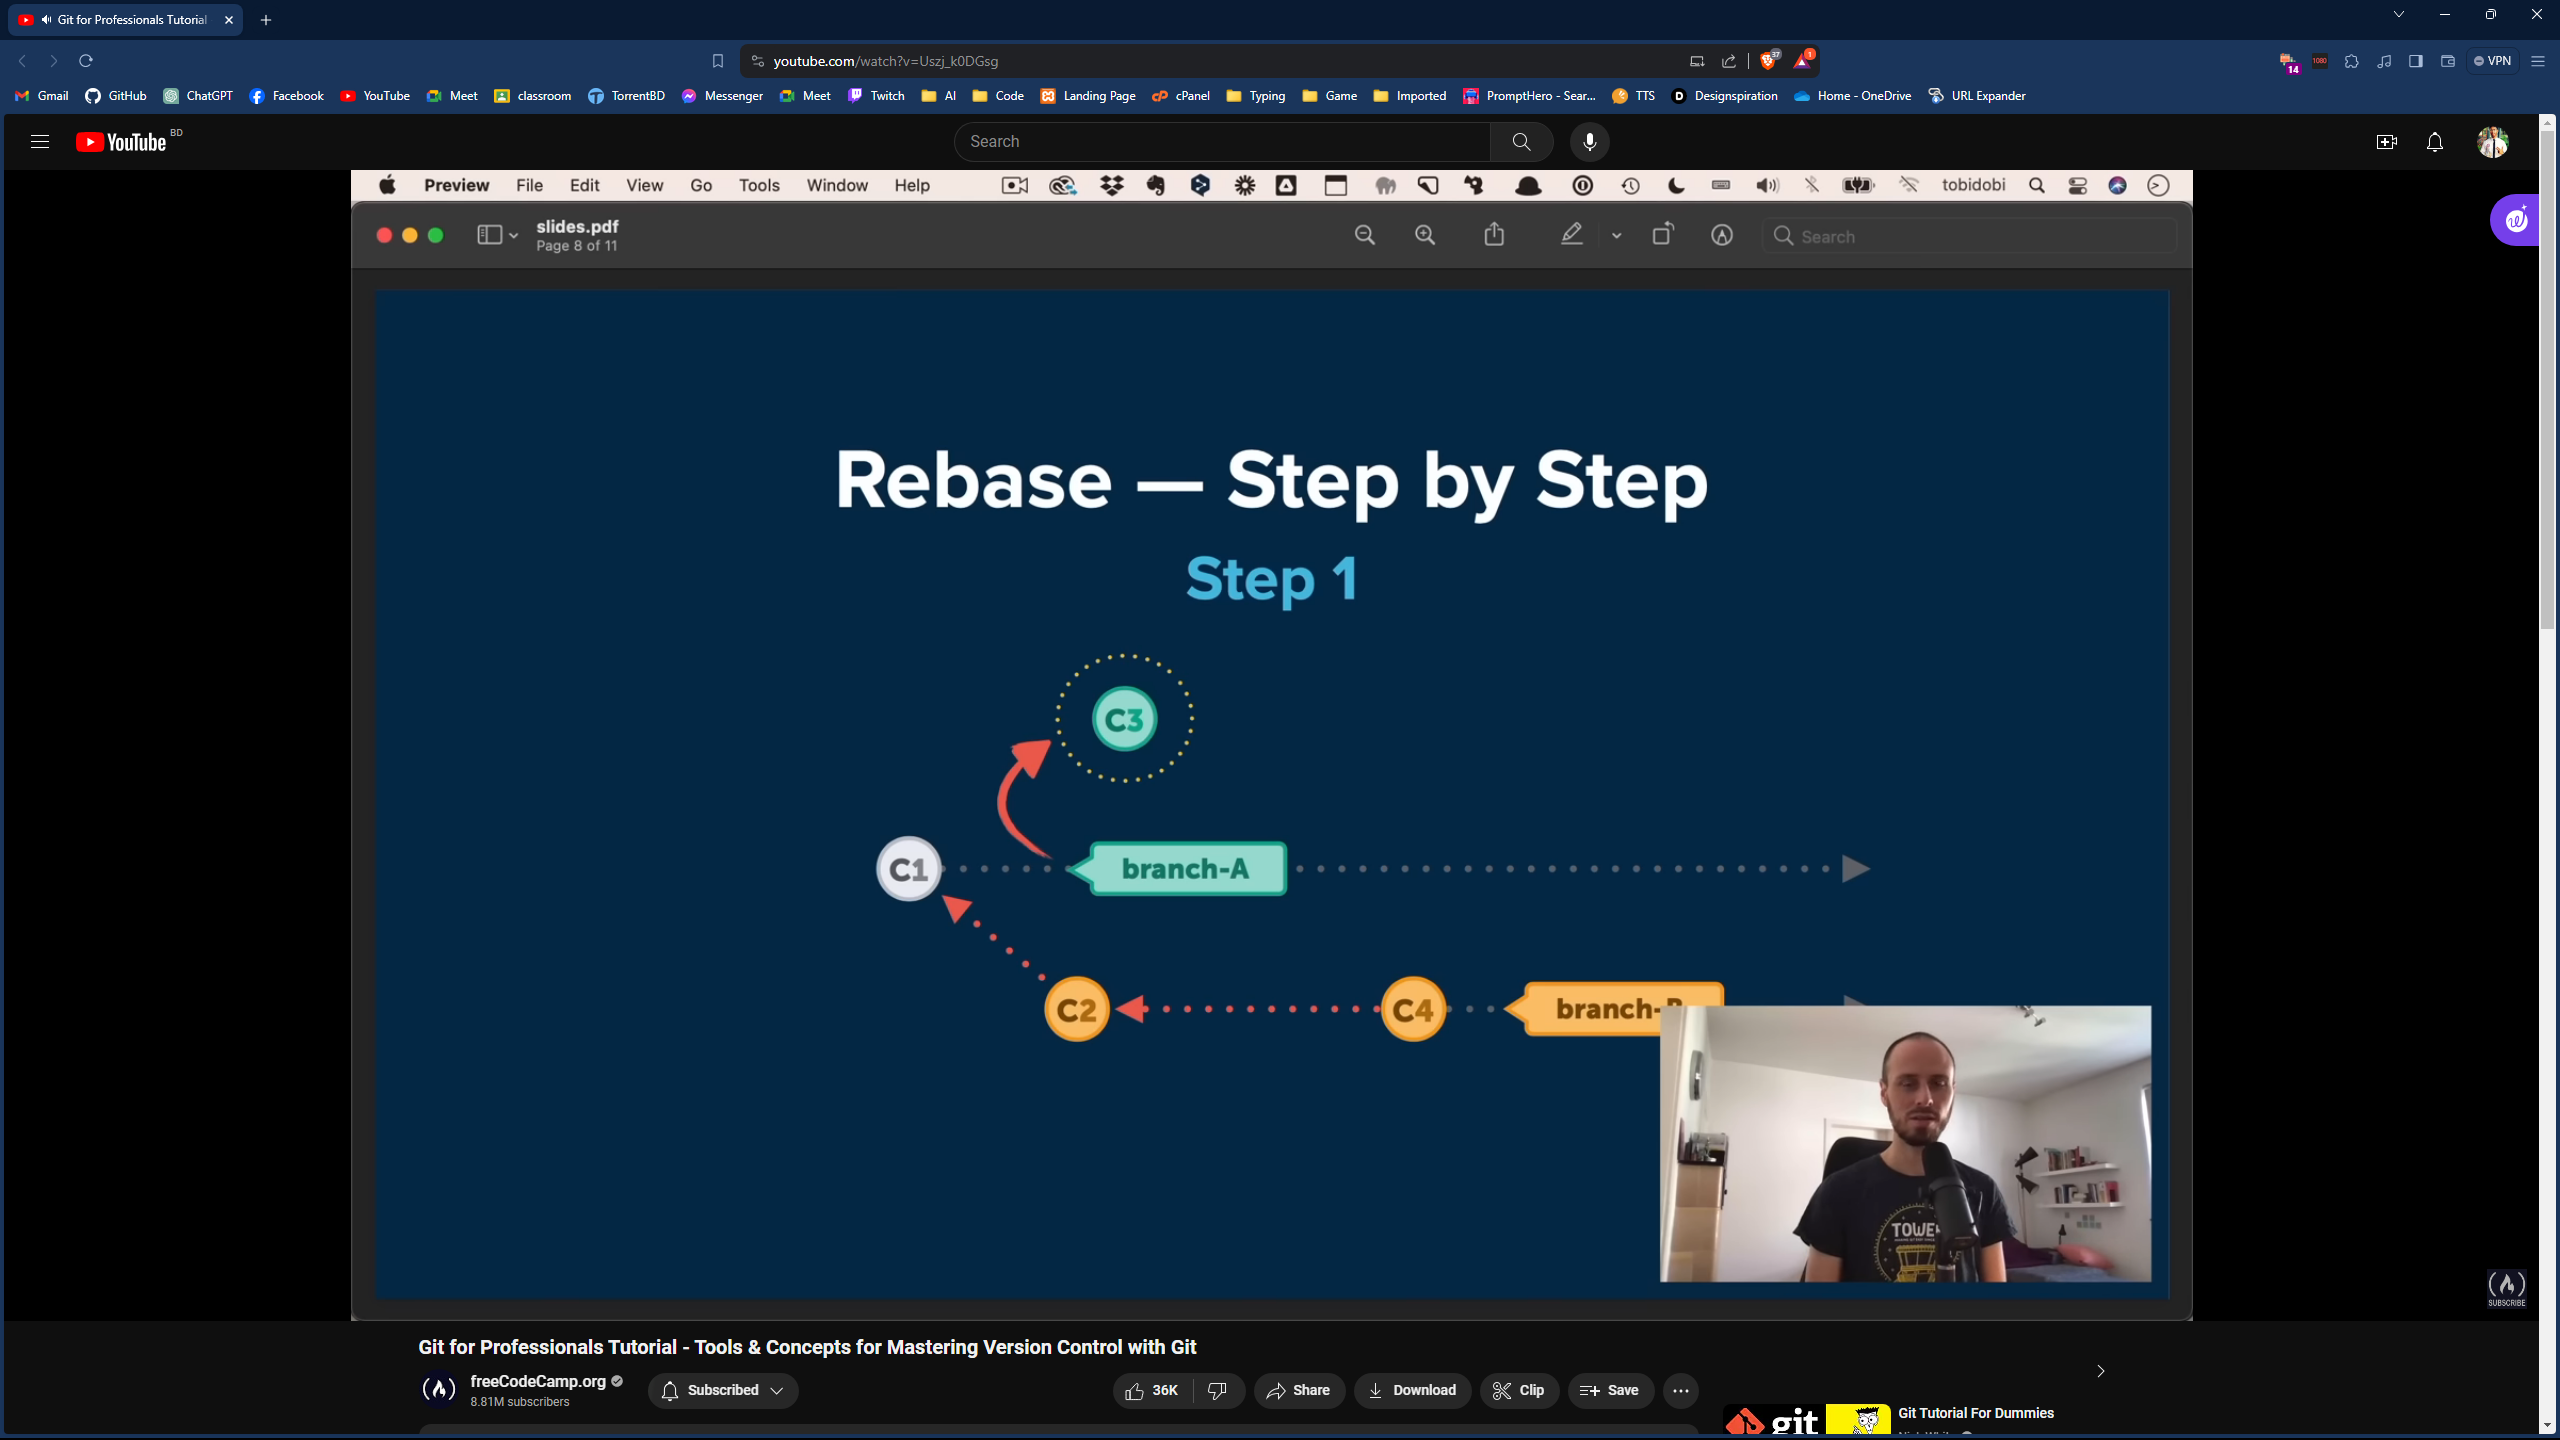 Git for Professionals Tutorial
youtube.com/watch?v=Uszj_k0DGsg
37
1
14
1080
VPN
Gmail GitHub ChatGPT Facebook YouTube Meet classroom TorrentBD Messenger Meet Twitch AI Code Landing Page cPanel Typing Game Imported PromptHero - Sear... TTS Designspiration Home - OneDrive URL Expander
YouTube BD
Search
Preview File Edit View Go Tools Window Help
tobidobi
slides.pdf
Page 8 of 11
Search
Rebase — Step by Step
Step 1
C3
C1
branch-A
C2
C4
TOWE
SUBSCRIBE
Git for Professionals Tutorial - Tools & Concepts for Mastering Version Control with Git
freeCodeCamp.org
8.81M subscribers
Subscribed
36K
Share
Download
Clip
Save
git
Git Tutorial For Dummies